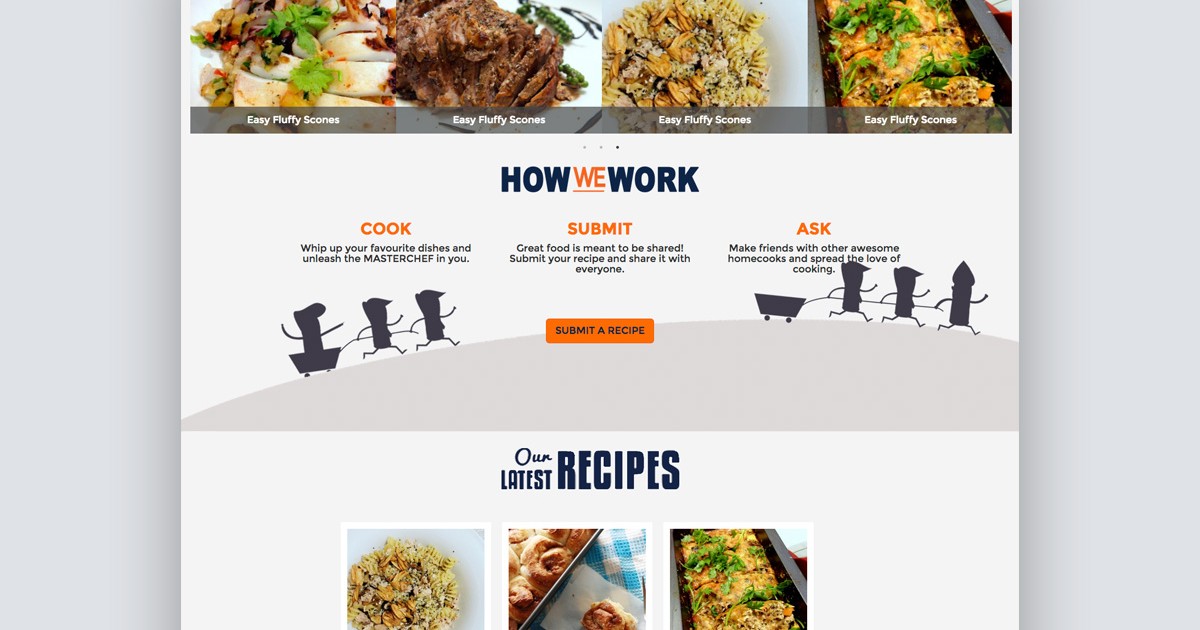 Easy Fluffy Scones
Easy Fluffy Scones
Easy Fluffy Scones
Easy Fluffy Scones
HOW WE WORK
COOK
Whip up your favourite dishes and
unleash the MASTERCHEF in you.
SUBMIT
Great food is meant to be shared!
Submit your recipe and share it with
everyone.
ASK
Make friends with other awesome
homecooks and spread the love of
cooking.
SUBMIT A RECIPE
Our
LATEST RECIPES